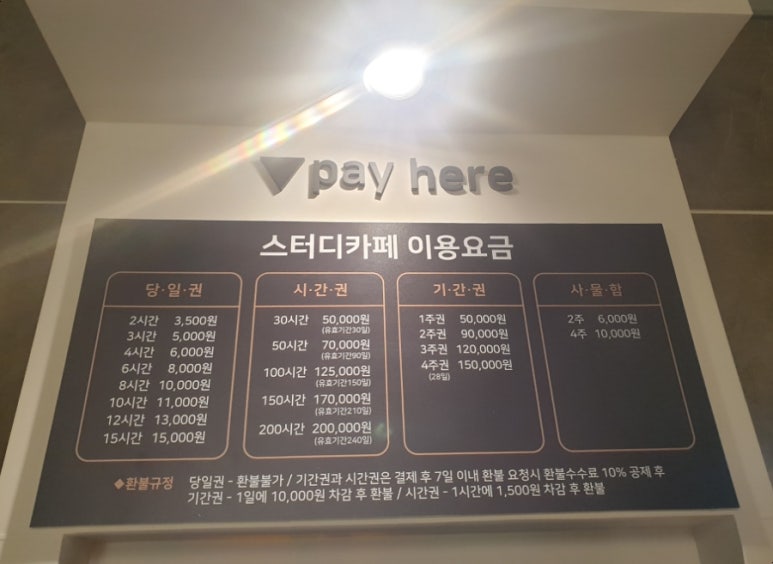 pay here
스터디카페 이용요금
당·일·권
2시간 3,500원
3시간 5,000원
4시간 6,000원
6시간 8,000원
8시간 10,000원
10시간 11,000원
12시간 13,000원
15시간 15,000원
시·간·권
30시간 50,000원
(유효기간30일)
50시간 70,000원
(유효기간90일)
100시간 125,000원
(유효기간150일)
150시간 170,000원
(유효기간210일)
200시간 200,000원
(유효기간240일)
기·간·권
1주권 50,000원
2주권 90,000원
3주권 120,000원
4주권 150,000원
(28일)
사·물·함
2주 6,000원
4주 10,000원
◆환불규정 당일권 - 환불불가 / 기간권과 시간권은 결제 후 7일 이내 환불 요청시 환불수수료 10% 공제 후
기간권 - 1일에 10,000원 차감 후 환불 / 시간권 - 1시간에 1,500원 차감 후 환불